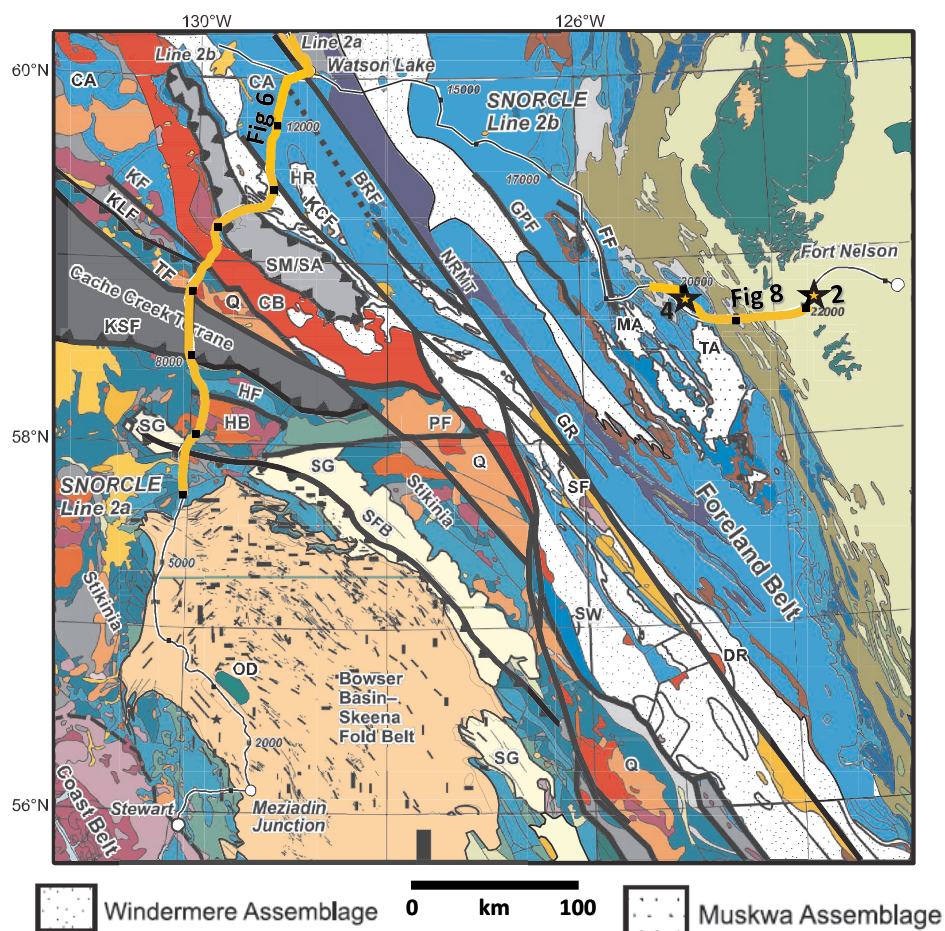 130°W
126°W
60°N
58°N
56°N
Line 2b
Line 2a
Watson Lake
CA
CA
Fig 6
12000
15000
SNORCLE
Line 2b
17000
HR
KCF
BRF
GPF
FF
NRMT
KF
KLF
TF
Q
CB
SM/SA
Cache Creek Terrane
KSF
8000
HF
HB
SG
SG
PF
Q
GR
SF
Fort Nelson
20000
4
Fig 8
2
22000
MA
TA
SNORCLE
Line 2a
Stikinia
SFB
Foreland Belt
5000
Stikinia
SW
DR
OD
Bowser
Basin–
Skeena
Fold Belt
2000
SG
Q
Coast Belt
Stewart
Meziadin
Junction
Windermere Assemblage
0 km 100
Muskwa Assemblage